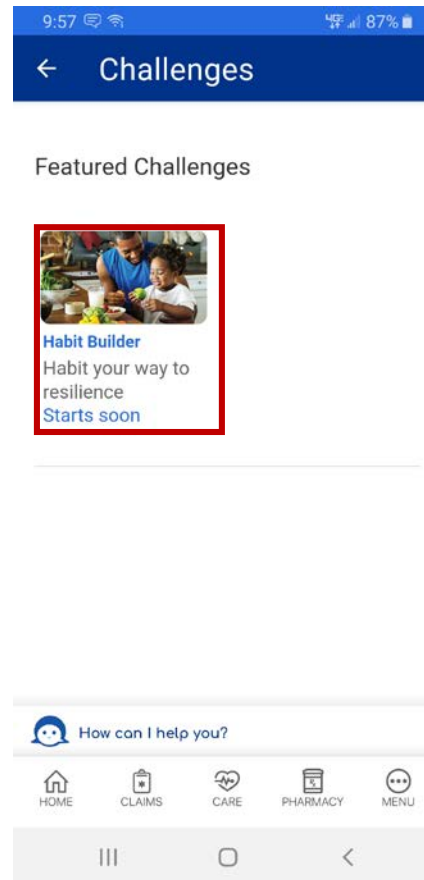 9:57 87%
Challenges
Featured Challenges
Habit Builder
Habit your way to
resilience
Starts soon
How can I help you?
HOME CLAIMS CARE PHARMACY MENU